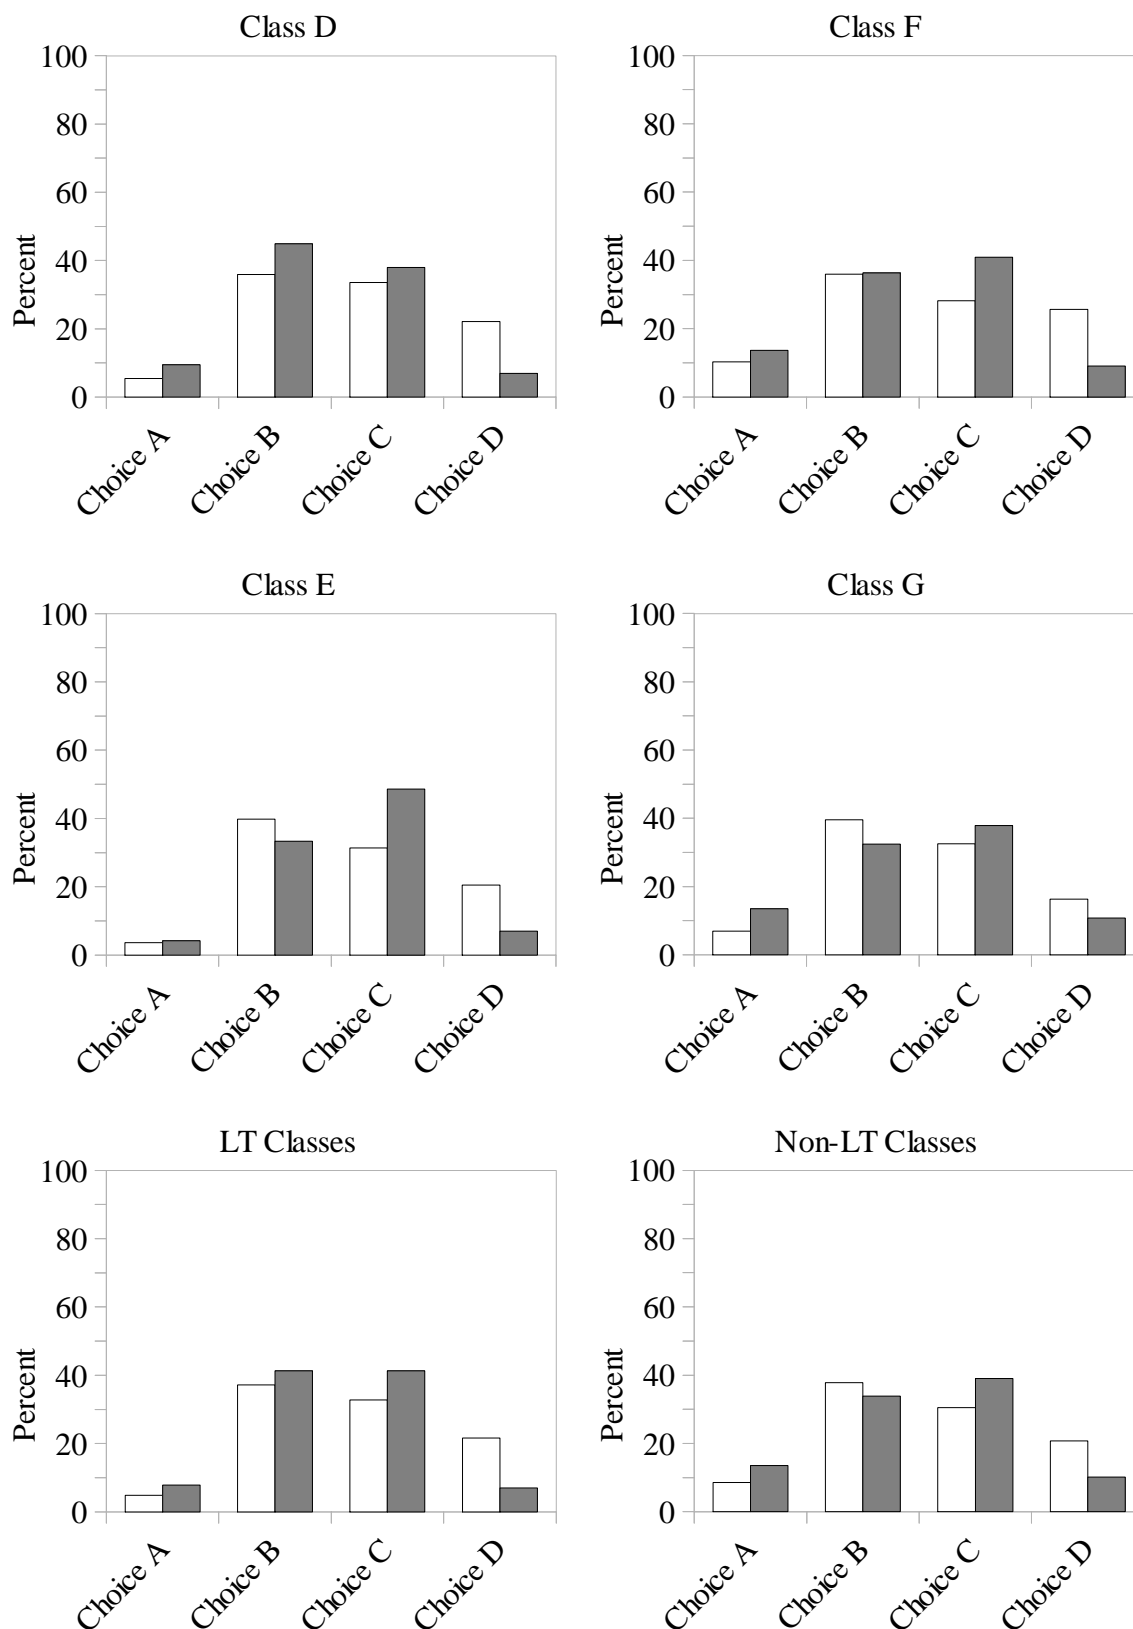 Class D
100
80
60
40
20
0
Percent
Choice A
Choice B
Choice C
Choice D
Class F
100
80
60
40
20
0
Percent
Choice A
Choice B
Choice C
Choice D
Class E
100
80
60
40
20
0
Percent
Choice A
Choice B
Choice C
Choice D
Class G
100
80
60
40
20
0
Percent
Choice A
Choice B
Choice C
Choice D
LT Classes
100
80
60
40
20
0
Percent
Choice A
Choice B
Choice C
Choice D
Non-LT Classes
100
80
60
40
20
0
Percent
Choice A
Choice B
Choice C
Choice D